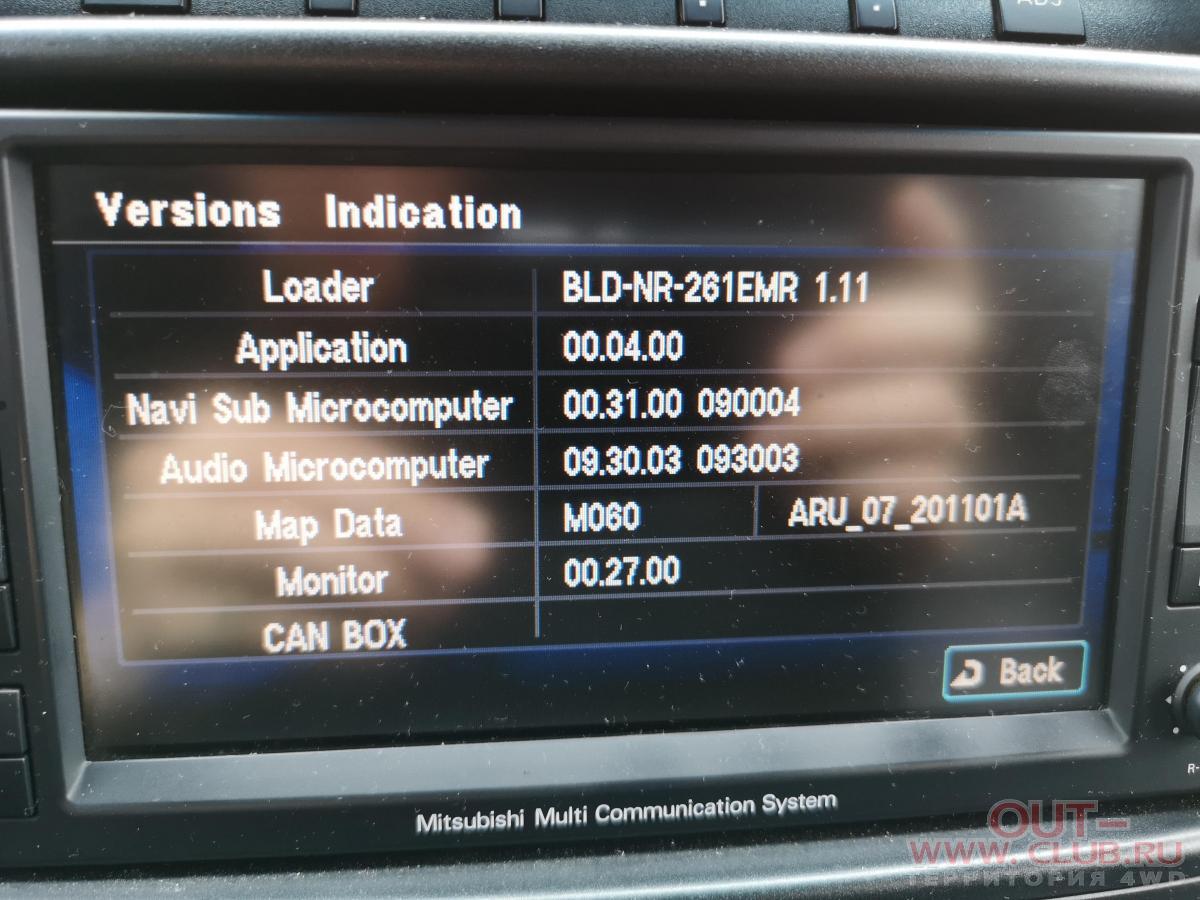 Versions Indication
Loader BLD-NR-261EMR 1.11
Application 00.04.00
Navi Sub Microcomputer 00.31.00 090004
Audio Microcomputer 09.30.03 093003
Map Data M060 ARU_07_201101A
Monitor 00.27.00
CAN BOX
Back
Mitsubishi Multi Communication System
OUT-
WWW.CLUB.RU
ТЕРРИТОРИЯ 4WD